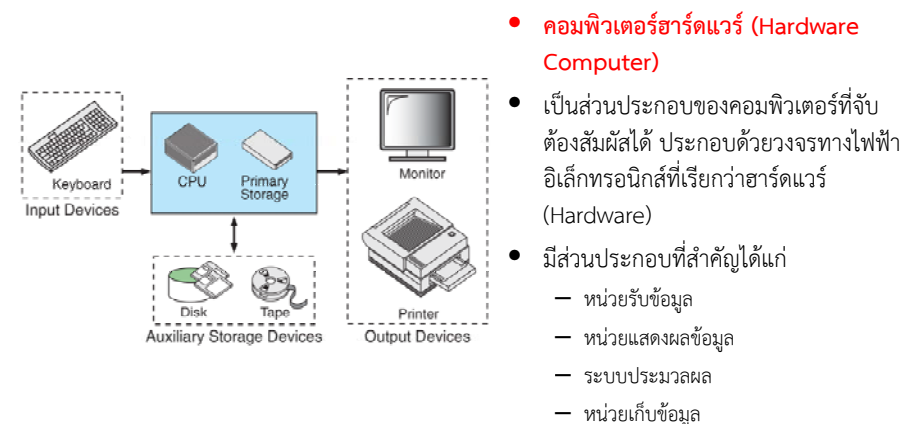 Keyboard
Input Devices
CPU
Primary
Storage
Monitor
Disk
Tape
Auxiliary Storage Devices
Printer
Output Devices
• คอมพิวเตอร์ฮาร์ดแวร์ (Hardware
Computer)
• เป็นส่วนประกอบของคอมพิวเตอร์ที่จับ
ต้องสัมผัสได้ ประกอบด้วยวงจรทางไฟฟ้า
อิเล็กทรอนิกส์ที่เรียกว่าฮาร์ดแวร์
(Hardware)
• มีส่วนประกอบที่สำคัญได้แก่
– หน่วยรับข้อมูล
– หน่วยแสดงผลข้อมูล
– ระบบประมวลผล
– หน่วยเก็บข้อมูล